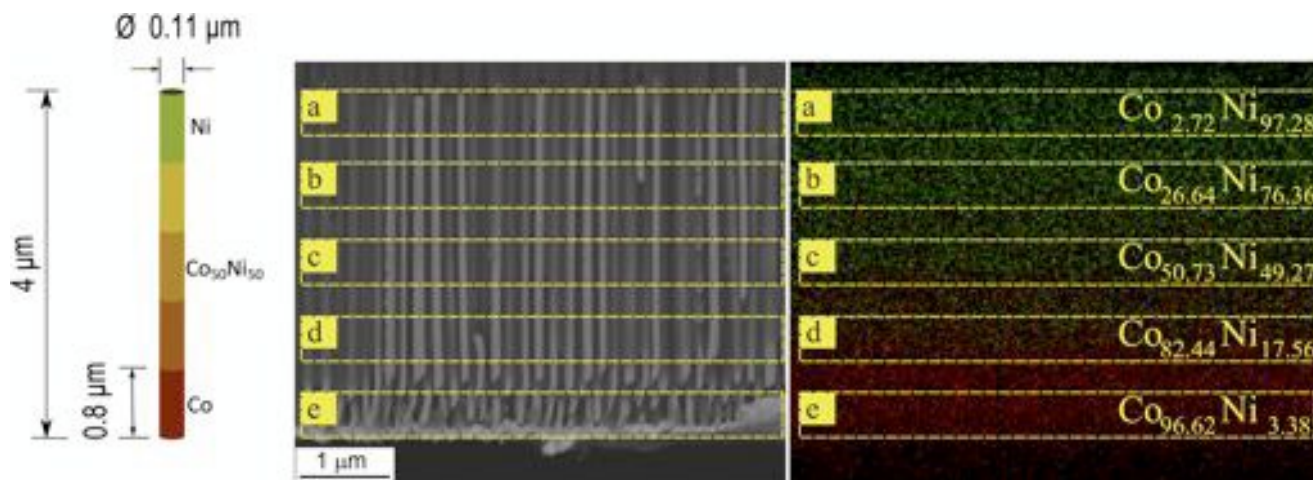 Ø 0.11 µm
4 µm
0.8 µm
Ni
Co50Ni50
Co
a
b
c
d
e
1 µm
a Co2.72Ni97.28
b Co26.64Ni76.36
c Co50.73Ni49.27
d Co82.44Ni17.56
e Co96.62Ni3.38